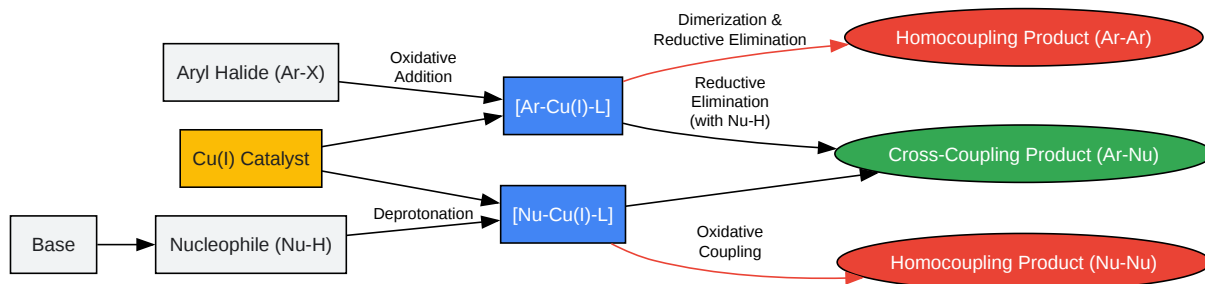 Dimerization &
Reductive Elimination
Homocoupling Product (Ar-Ar)
Aryl Halide (Ar-X)
Oxidative
Addition
[Ar-Cu(I)-L]
Reductive
Elimination
(with Nu-H)
Cu(I) Catalyst
Cross-Coupling Product (Ar-Nu)
Base
Nucleophile (Nu-H)
Deprotonation
[Nu-Cu(I)-L]
Oxidative
Coupling
Homocoupling Product (Nu-Nu)